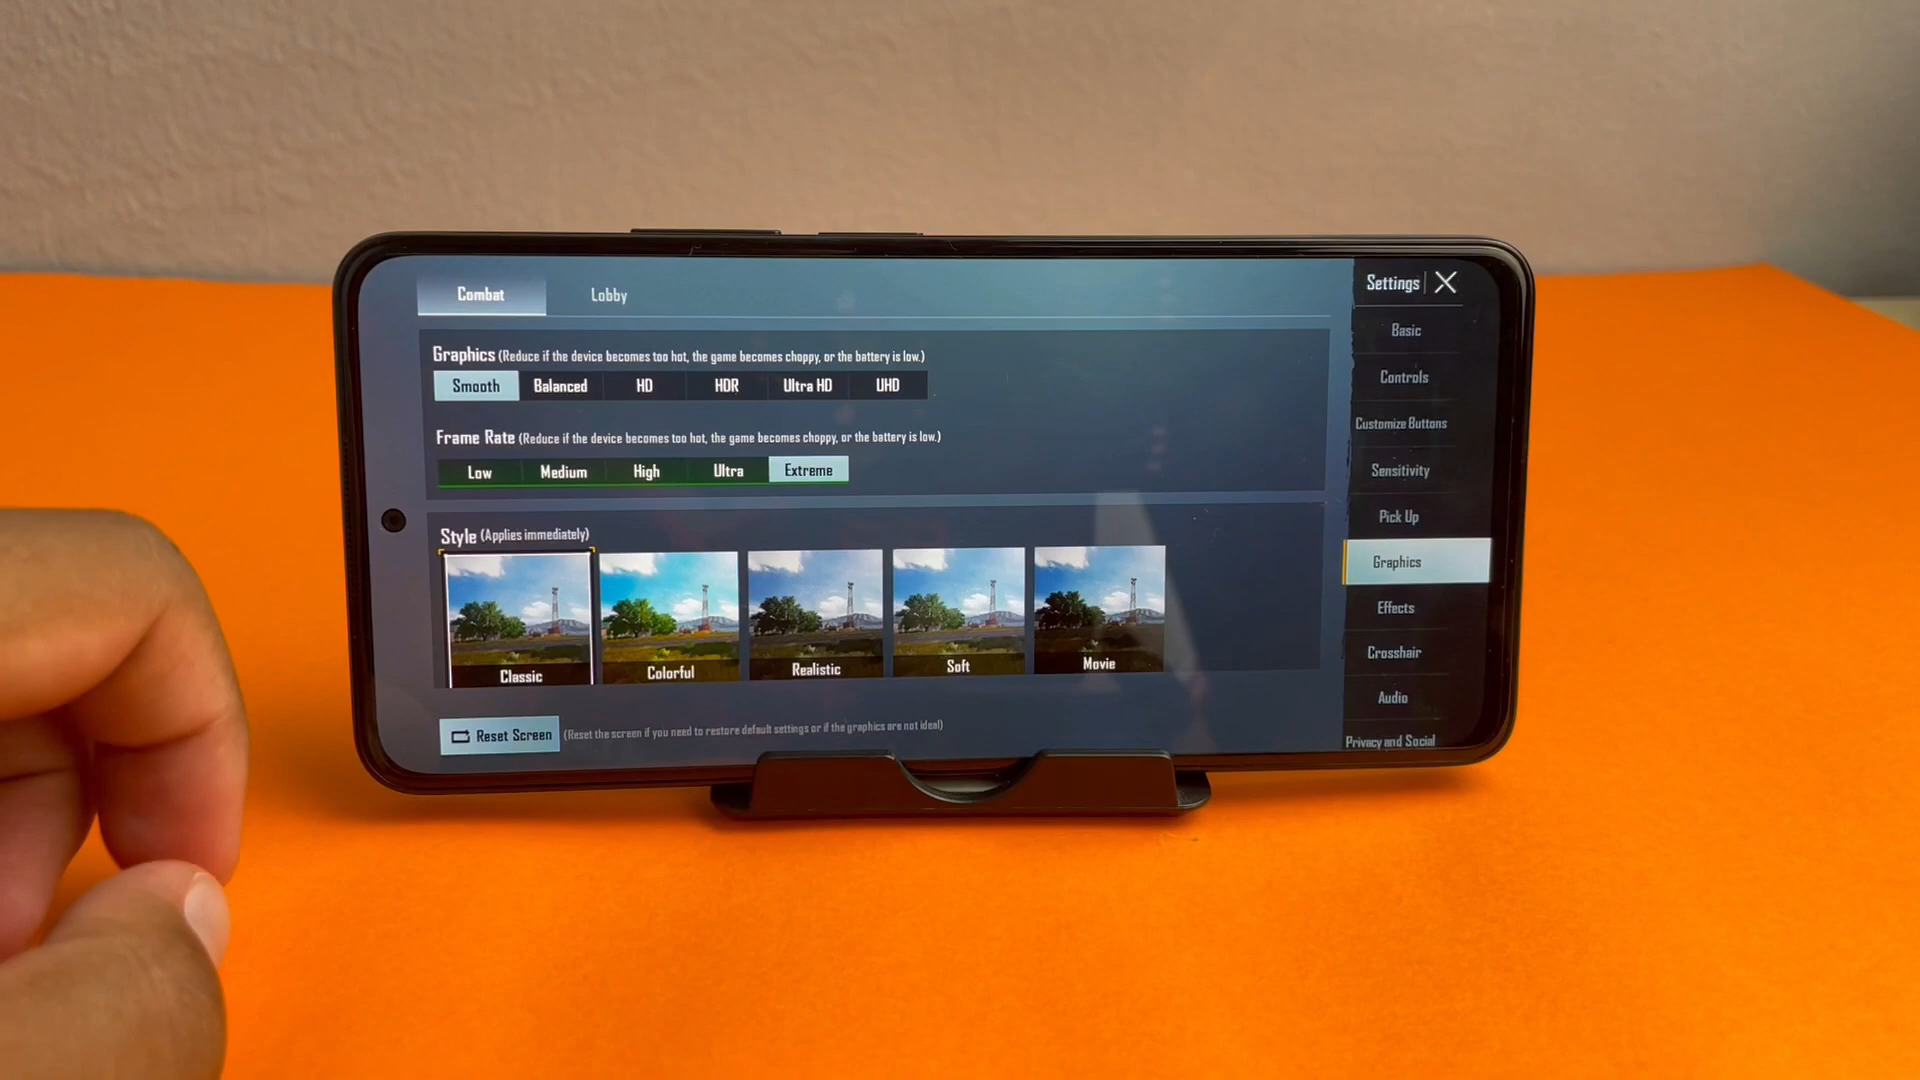 Combat
Lobby
Graphics (Reduce if the device becomes too hot, the game becomes choppy, or the battery is low.)
Smooth Balanced HD HDR Ultra HD UHD
Frame Rate (Reduce if the device becomes too hot, the game becomes choppy, or the battery is low.)
Low Medium High Ultra Extreme
Style (Applies immediately)
Classic Colorful Realistic Soft Movie
Reset Screen (Reset the screen if you need to restore default settings or if the graphics are not ideal)
Settings
Basic
Controls
Customize Buttons
Sensitivity
Pick Up
Graphics
Effects
Crosshair
Audio
Privacy and Social